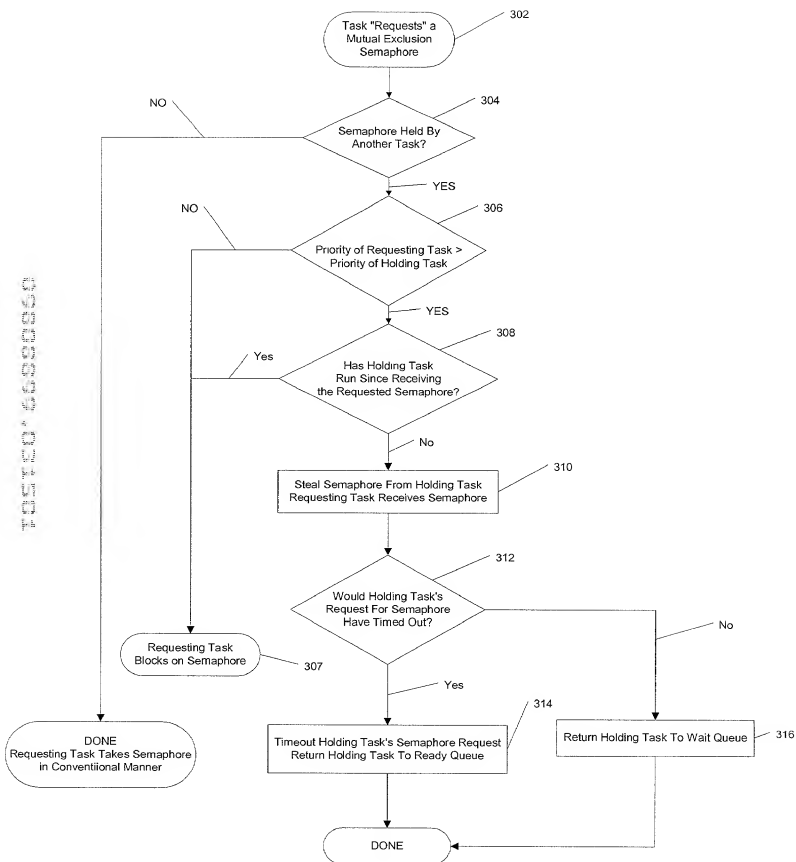 Task "Requests" a
Mutual Exclusion
Semaphore
302
NO
304
Semaphore Held By
Another Task?
YES
NO
306
Priority of Requesting Task >
Priority of Holding Task
YES
308
Yes
Has Holding Task
Run Since Receiving
the Requested Semaphore?
No
310
Steal Semaphore From Holding Task
Requesting Task Receives Semaphore
312
Would Holding Task's
Request For Semaphore
Have Timed Out?
No
Requesting Task
Blocks on Semaphore
307
Yes
314
DONE
Requesting Task Takes Semaphore
in Conventiional Manner
Timeout Holding Task's Semaphore Request
Return Holding Task To Ready Queue
Return Holding Task To Wait Queue
316
DONE